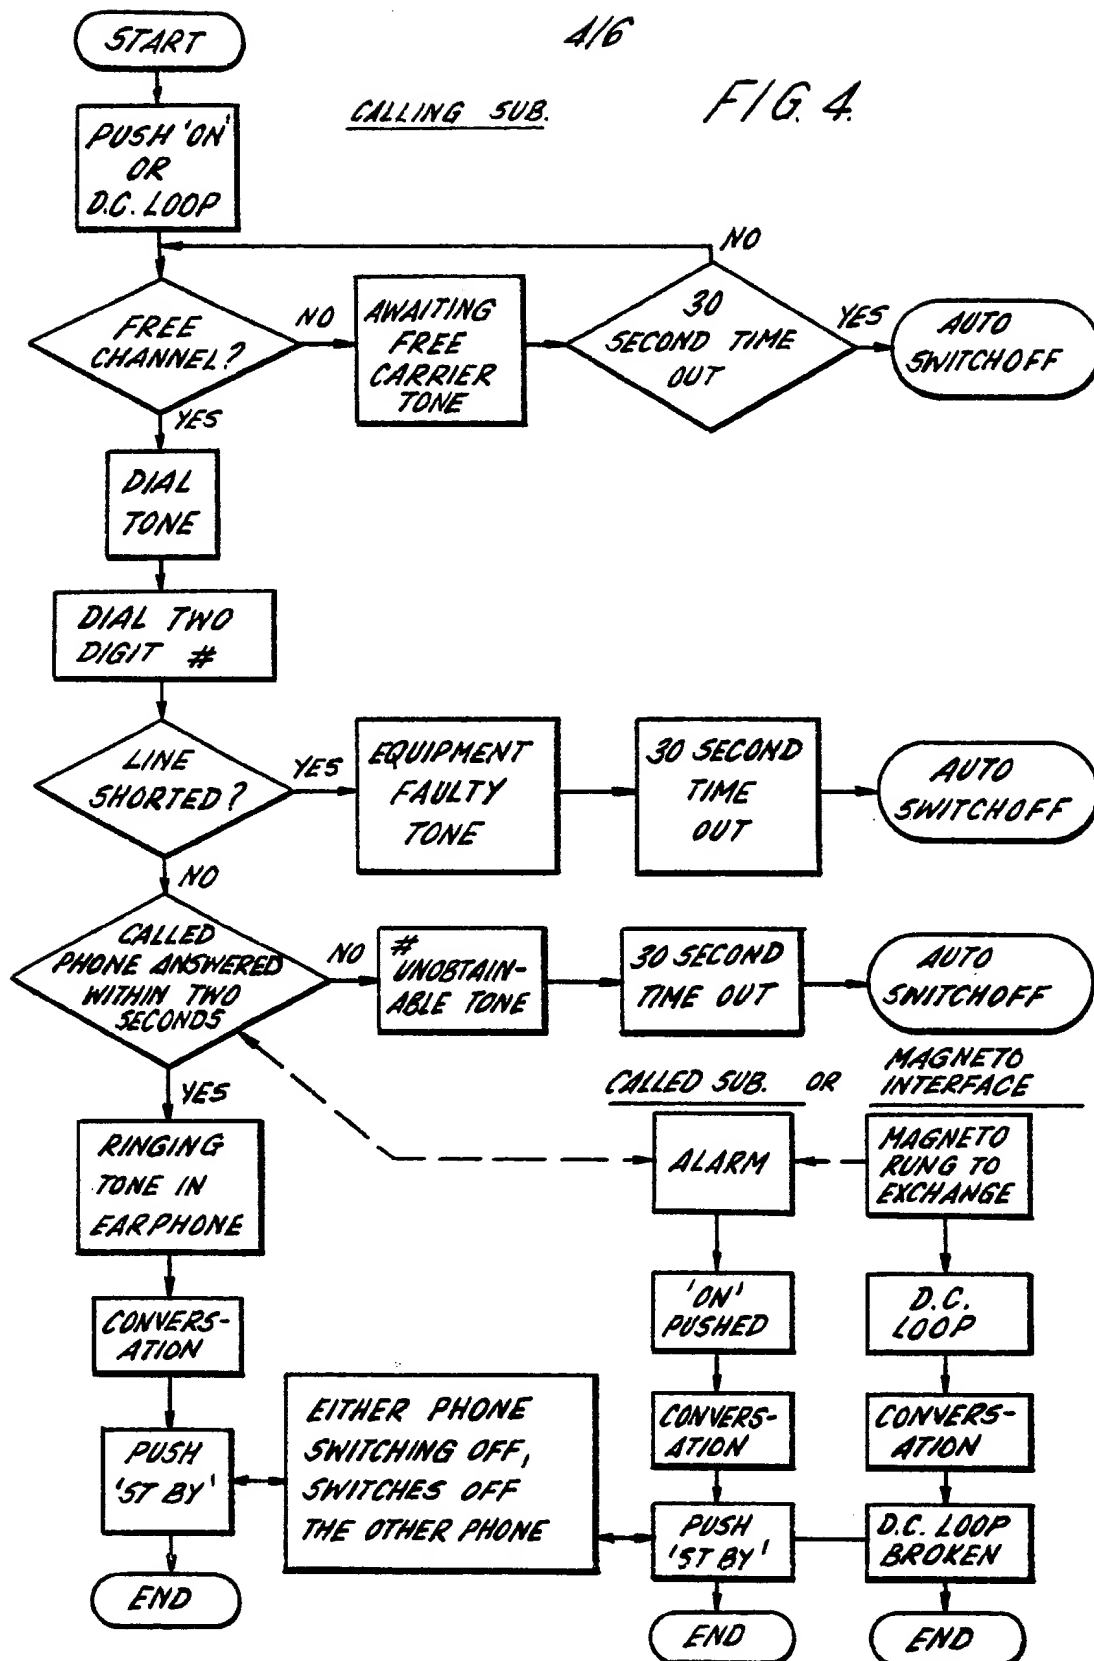 4/6
FIG. 4.
CALLING SUB.
START
PUSH 'ON'
OR
D.C. LOOP
NO
FREE
CHANNEL?
NO
AWAITING
FREE
CARRIER
TONE
30
SECOND TIME
OUT
YES
AUTO
SWITCHOFF
YES
DIAL
TONE
DIAL TWO
DIGIT #
LINE
SHORTED?
YES
EQUIPMENT
FAULTY
TONE
30 SECOND
TIME
OUT
AUTO
SWITCHOFF
NO
CALLED
PHONE ANSWERED
WITHIN TWO
SECONDS
NO
#
UNOBTAIN-
ABLE TONE
30 SECOND
TIME OUT
AUTO
SWITCHOFF
YES
CALLED SUB. OR MAGNETO
INTERFACE
RINGING
TONE IN
EARPHONE
ALARM
MAGNETO
RUNG TO
EXCHANGE
'ON'
PUSHED
D.C.
LOOP
CONVERS-
ATION
CONVERS-
ATION
CONVERS-
ATION
PUSH
'ST BY'
EITHER PHONE
SWITCHING OFF,
SWITCHES OFF
THE OTHER PHONE
PUSH
'ST BY'
D.C. LOOP
BROKEN
END
END
END